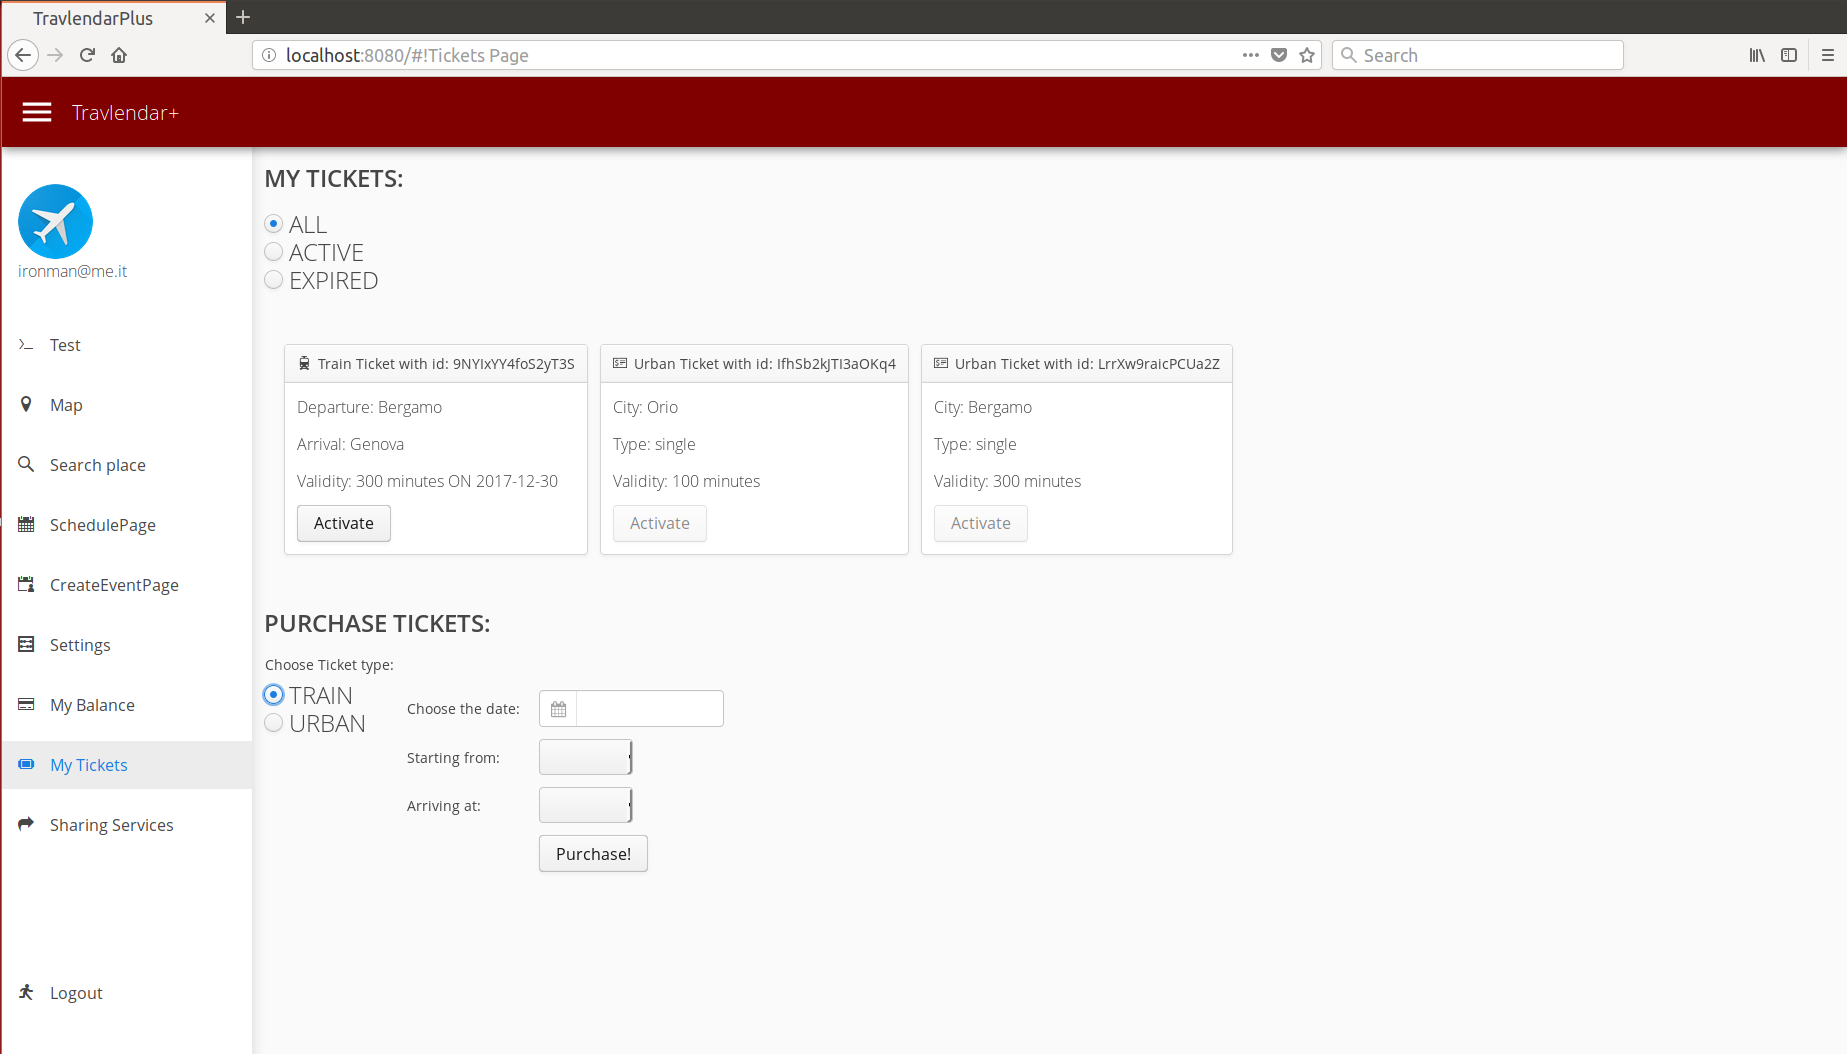 TravlendarPlus
localhost:8080/#!Tickets Page
Search
Travlendar+
ironman@me.it
Test
Map
Search place
SchedulePage
CreateEventPage
Settings
My Balance
My Tickets
Sharing Services
Logout
MY TICKETS:
ALL
ACTIVE
EXPIRED
Train Ticket with id: 9NYIxYY4foS2yT3S
Departure: Bergamo
Arrival: Genova
Validity: 300 minutes ON 2017-12-30
Activate
Urban Ticket with id: IfhSb2kJTI3aOKq4
City: Orio
Type: single
Validity: 100 minutes
Activate
Urban Ticket with id: LrrXw9raicPCUa2Z
City: Bergamo
Type: single
Validity: 300 minutes
Activate
PURCHASE TICKETS:
Choose Ticket type:
TRAIN
URBAN
Choose the date:
Starting from:
Arriving at:
Purchase!